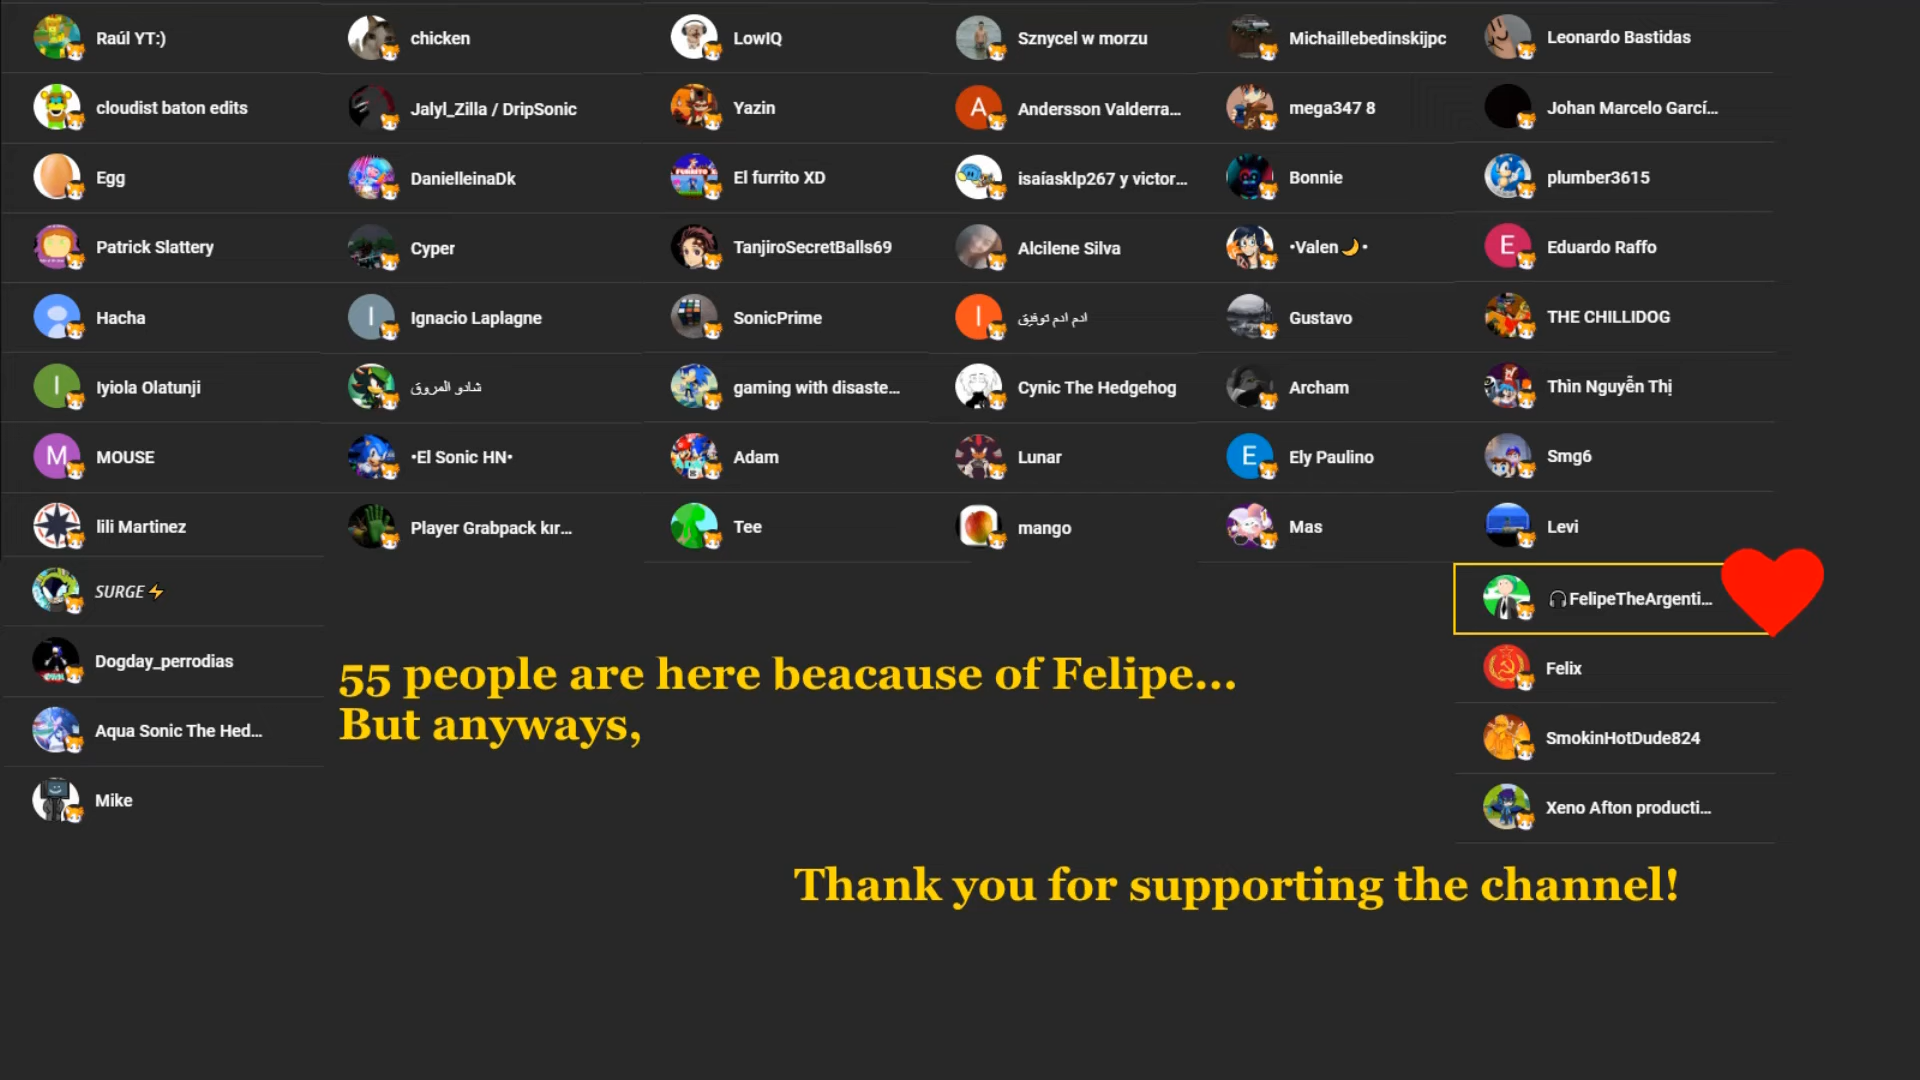 Raúl YT:)
chicken
LowIQ
Sznycel w morzu
Michaillebedinskijpc
Leonardo Bastidas
cloudist baton edits
Jalyl_Zilla / DripSonic
Yazin
A
Andersson Valderra...
mega347 8
Johan Marcelo Garcí...
Egg
DanielleinaDk
El furrito XD
isaíasklp267 y victor...
Bonnie
plumber3615
Patrick Slattery
Cyper
TanjiroSecretBalls69
Alcilene Silva
•Valen🌙•
E
Eduardo Raffo
Hacha
I
Ignacio Laplagne
SonicPrime
I
ادم ادم توفيق
Gustavo
THE CHILLIDOG
I
Iyiola Olatunji
شادو المروق
gaming with disaste...
Cynic The Hedgehog
Archam
Thìn Nguyễn Thị
M
MOUSE
•El Sonic HN•
Adam
Lunar
E
Ely Paulino
Smg6
lili Martinez
Player Grabpack kır...
Tee
mango
Mas
Levi
SURGE⚡
🎧FelipeTheArgenti...
Dogday_perrodias
Felix
Aqua Sonic The Hed...
SmokinHotDude824
Mike
Xeno Afton producti...
55 people are here beacause of Felipe...
But anyways,
Thank you for supporting the channel!